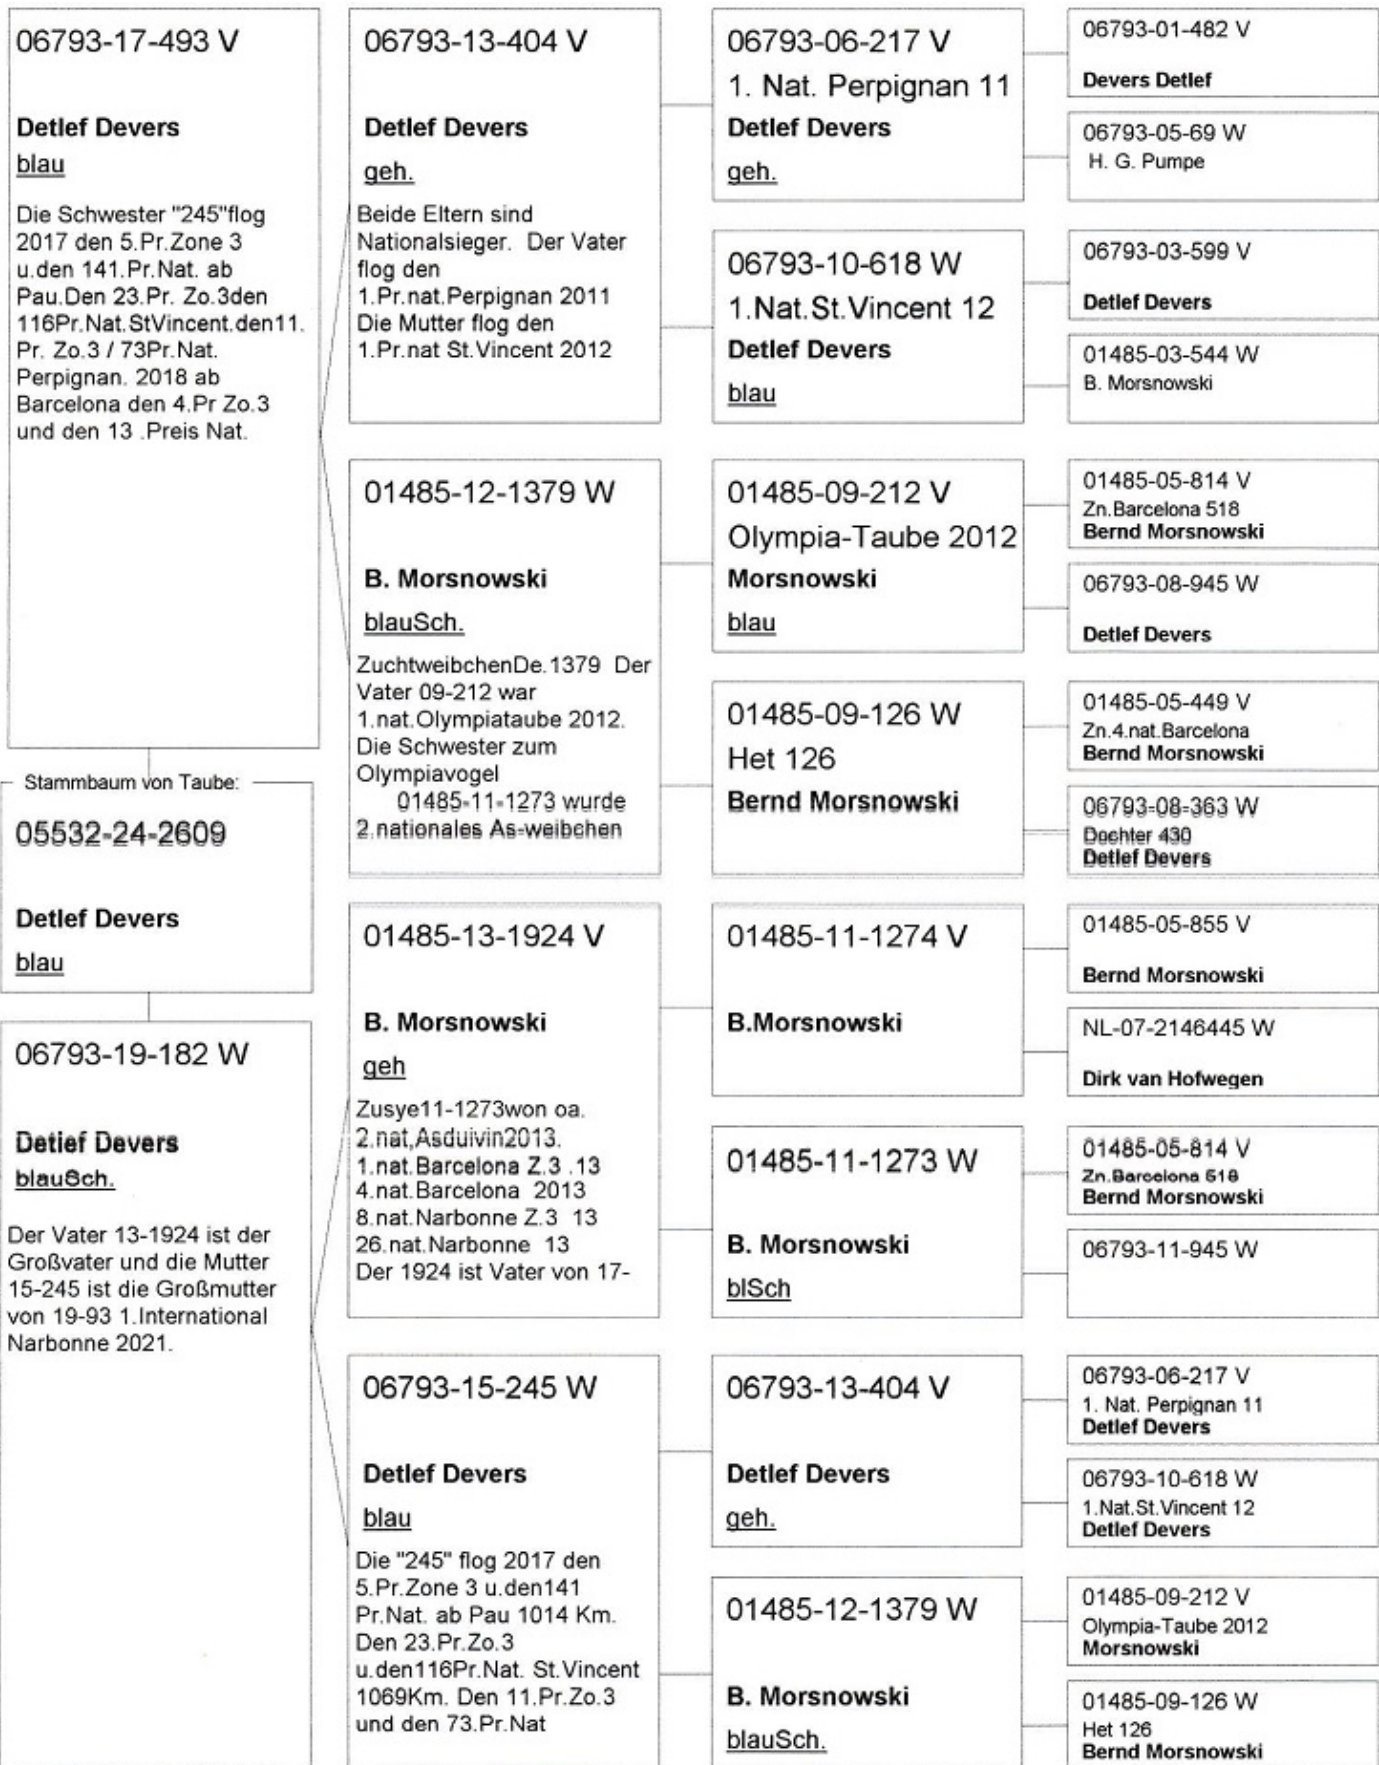 06793-17-493 V
Detlef Devers
blau
Die Schwester "245"flog
2017 den 5.Pr.Zone 3
u.den 141.Pr.Nat. ab
Pau.Den 23.Pr. Zo.3den
116Pr.Nat.StVincent.den11.
Pr. Zo.3 / 73Pr.Nat.
Perpignan. 2018 ab
Barcelona den 4.Pr Zo.3
und den 13 .Preis Nat.
Stammbaum von Taube:
05532-24-2609
Detlef Devers
blau
06793-19-182 W
Detlef Devers
blauSch.
Der Vater 13-1924 ist der
Großvater und die Mutter
15-245 ist die Großmutter
von 19-93 1.International
Narbonne 2021.
06793-13-404 V
Detlef Devers
geh.
Beide Eltern sind
Nationalsieger. Der Vater
flog den
1.Pr.nat.Perpignan 2011
Die Mutter flog den
1.Pr.nat St.Vincent 2012
01485-12-1379 W
B. Morsnowski
blauSch.
ZuchtweibchenDe.1379 Der
Vater 09-212 war
1.nat.Olympiataube 2012.
Die Schwester zum
Olympiavogel
01485-11-1273 wurde
2.nationales As-weibchen
01485-13-1924 V
B. Morsnowski
geh
Zusye11-1273won oa.
2.nat,Asduivin2013.
1.nat.Barcelona Z.3 .13
4.nat.Barcelona 2013
8.nat.Narbonne Z.3 13
26.nat.Narbonne 13
Der 1924 ist Vater von 17-
06793-15-245 W
Detlef Devers
blau
Die "245" flog 2017 den
5.Pr.Zone 3 u.den141
Pr.Nat. ab Pau 1014 Km.
Den 23.Pr.Zo.3
u.den116Pr.Nat. St.Vincent
1069Km. Den 11.Pr.Zo.3
und den 73.Pr.Nat
06793-06-217 V
1. Nat. Perpignan 11
Detlef Devers
geh.
06793-10-618 W
1.Nat.St.Vincent 12
Detlef Devers
blau
01485-09-212 V
Olympia-Taube 2012
Morsnowski
blau
01485-09-126 W
Het 126
Bernd Morsnowski
01485-11-1274 V
B.Morsnowski
01485-11-1273 W
B. Morsnowski
blSch
06793-13-404 V
Detlef Devers
geh.
01485-12-1379 W
B. Morsnowski
blauSch.
06793-01-482 V
Devers Detlef
06793-05-69 W
H. G. Pumpe
06793-03-599 V
Detlef Devers
01485-03-544 W
B. Morsnowski
01485-05-814 V
Zn.Barcelona 518
Bernd Morsnowski
06793-08-945 W
Detlef Devers
01485-05-449 V
Zn.4.nat.Barcelona
Bernd Morsnowski
06793-08-363 W
Dochter 430
Detlef Devers
01485-05-855 V
Bernd Morsnowski
NL-07-2146445 W
Dirk van Hofwegen
01485-05-814 V
Zn.Barcelona 518
Bernd Morsnowski
06793-11-945 W
06793-06-217 V
1. Nat. Perpignan 11
Detlef Devers
06793-10-618 W
1.Nat.St.Vincent 12
Detlef Devers
01485-09-212 V
Olympia-Taube 2012
Morsnowski
01485-09-126 W
Het 126
Bernd Morsnowski